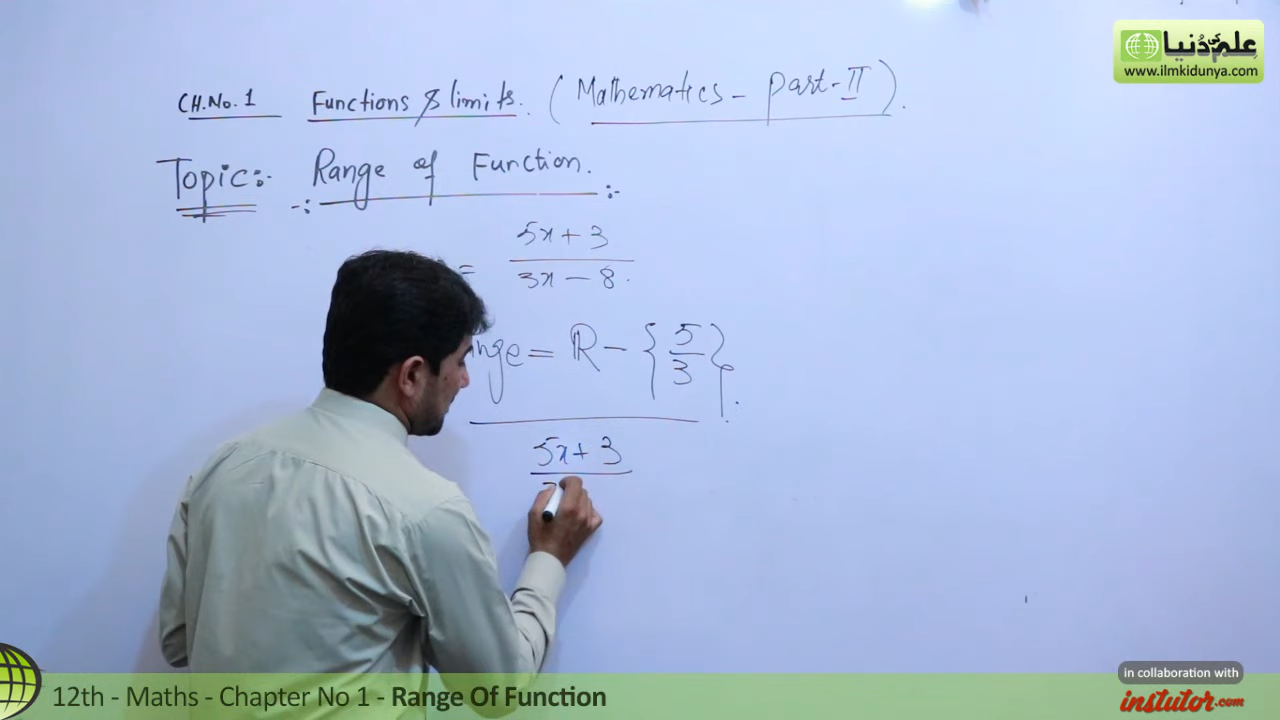 علم کی دُنیا
www.ilmkidunya.com
CH.No.1 Functions & limits. (Mathematics - Part-II).
Topic:- Range of Function.
= 5x+3
3x-8.
nge = ℝ - {5/3}.
5x+3
12th - Maths - Chapter No 1 - Range Of Function
in collaboration with
instutor.com